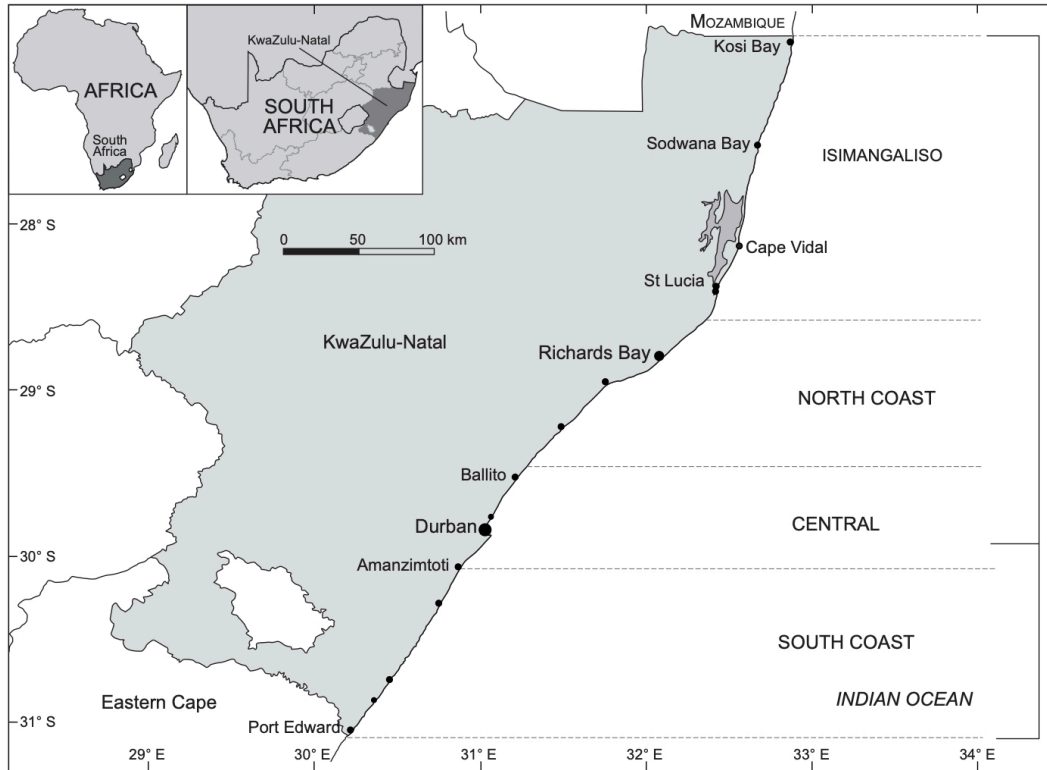 AFRICA
South
Africa
KwaZulu-Natal
SOUTH
AFRICA
MOZAMBIQUE
Kosi Bay
Sodwana Bay
ISIMANGALISO
28° S
0 50 100 km
Cape Vidal
St Lucia
KwaZulu-Natal
Richards Bay
29° S
NORTH COAST
Ballito
Durban
CENTRAL
30° S
Amanzimtoti
SOUTH COAST
Eastern Cape
INDIAN OCEAN
31° S
Port Edward
29° E 30° E 31° E 32° E 33° E 34° E